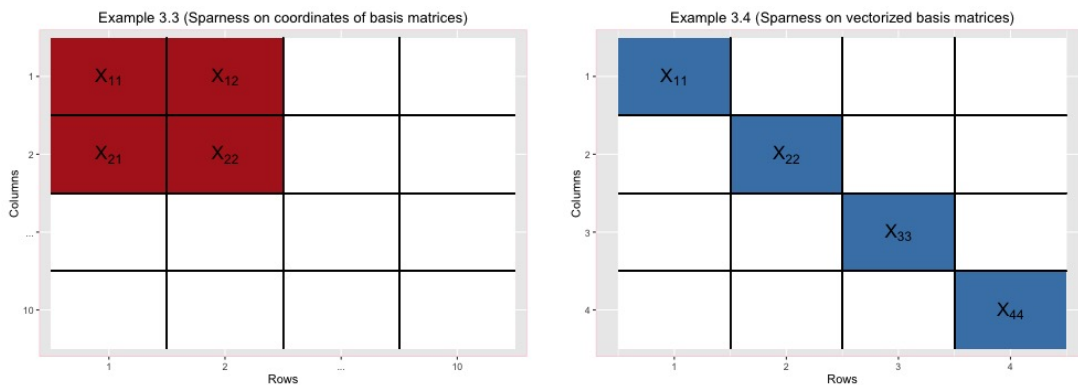 Example 3.3 (Sparness on coordinates of basis matrices)
Columns
1
X11 X12
2
X21 X22
...
10
1 2 ... 10
Rows
Example 3.4 (Sparness on vectorized basis matrices)
Columns
1
X11
2
X22
3
X33
4
X44
1 2 3 4
Rows